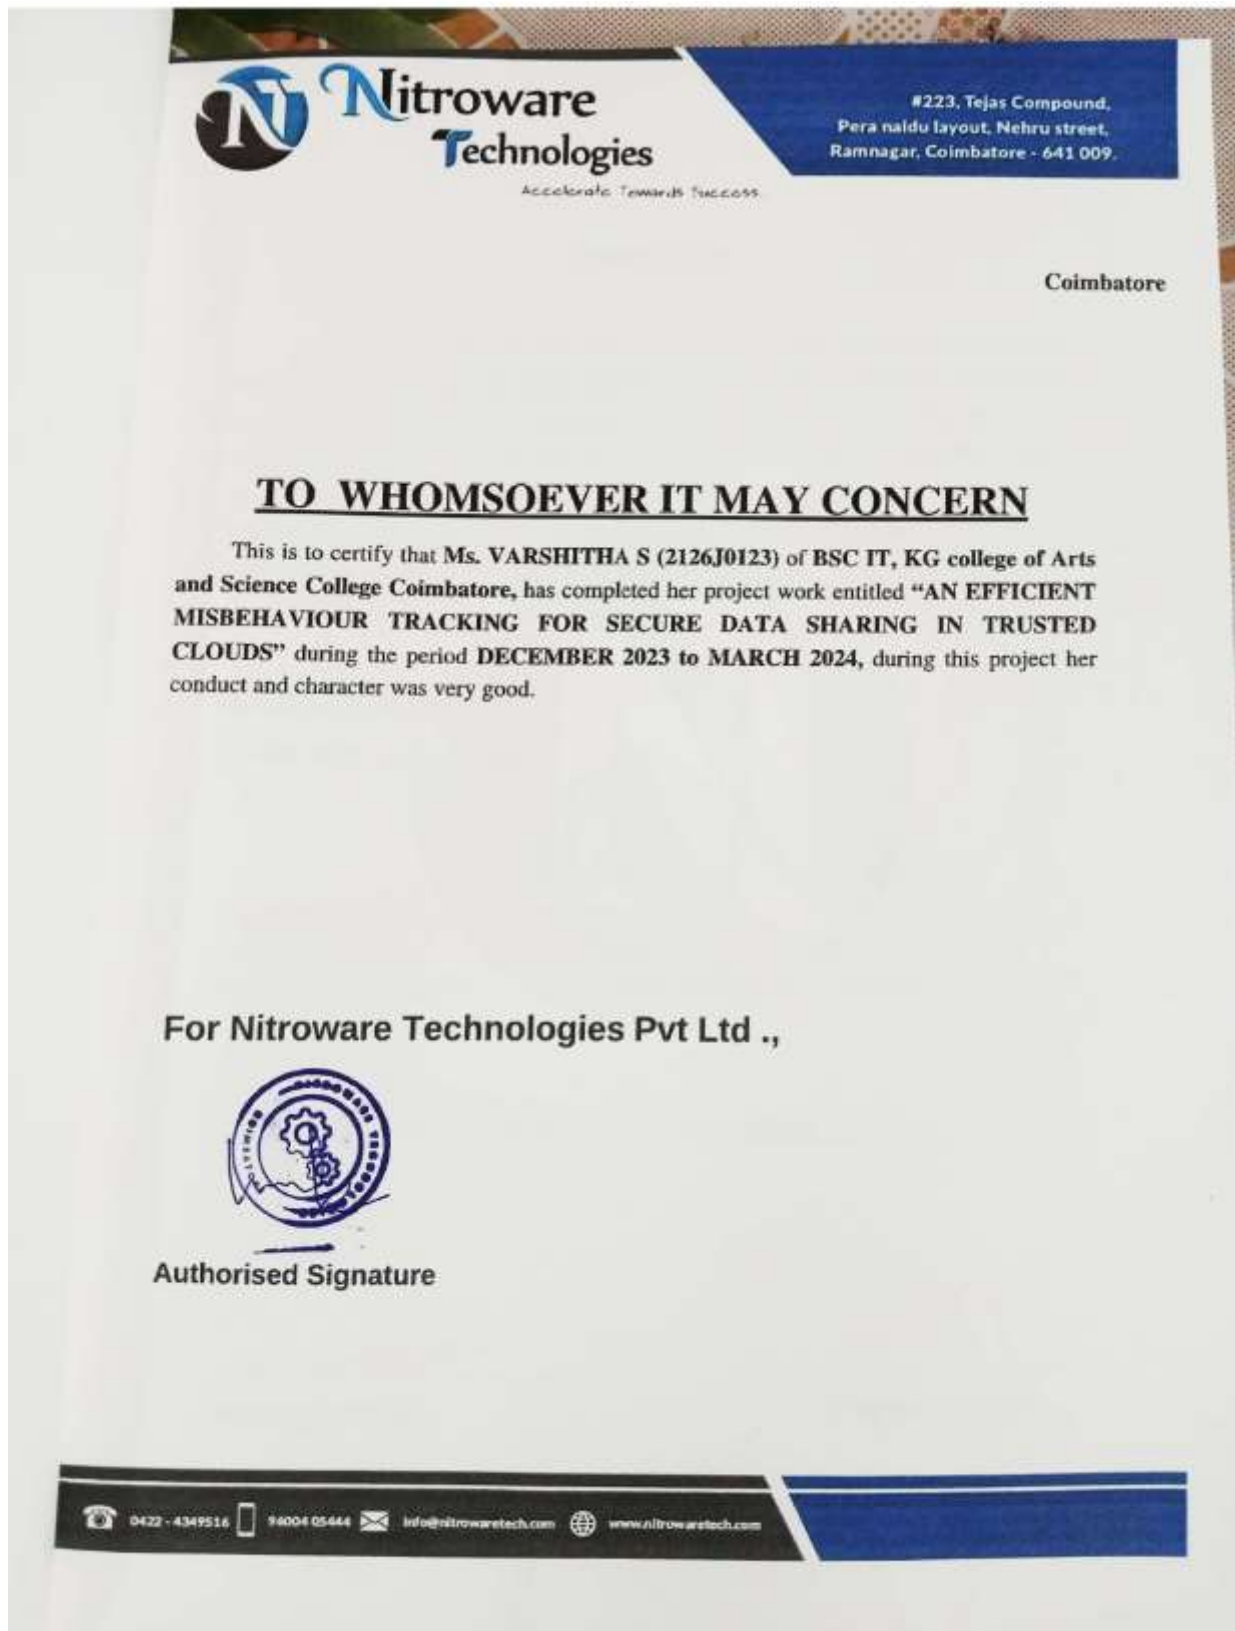 Nitroware
Technologies
Accelerate Towards Success
#223, Tejas Compound,
Pera naidu layout, Nehru street,
Ramnagar, Coimbatore - 641 009.
Coimbatore
TO WHOMSOEVER IT MAY CONCERN
This is to certify that Ms. VARSHITHA S (2126J0123) of BSC IT, KG college of Arts
and Science College Coimbatore, has completed her project work entitled “AN EFFICIENT
MISBEHAVIOUR TRACKING FOR SECURE DATA SHARING IN TRUSTED
CLOUDS” during the period DECEMBER 2023 to MARCH 2024, during this project her
conduct and character was very good.
For Nitroware Technologies Pvt Ltd .,
Authorised Signature
0422 - 4349516 96004 05444 info@nitrowaretech.com www.nitrowaretech.com